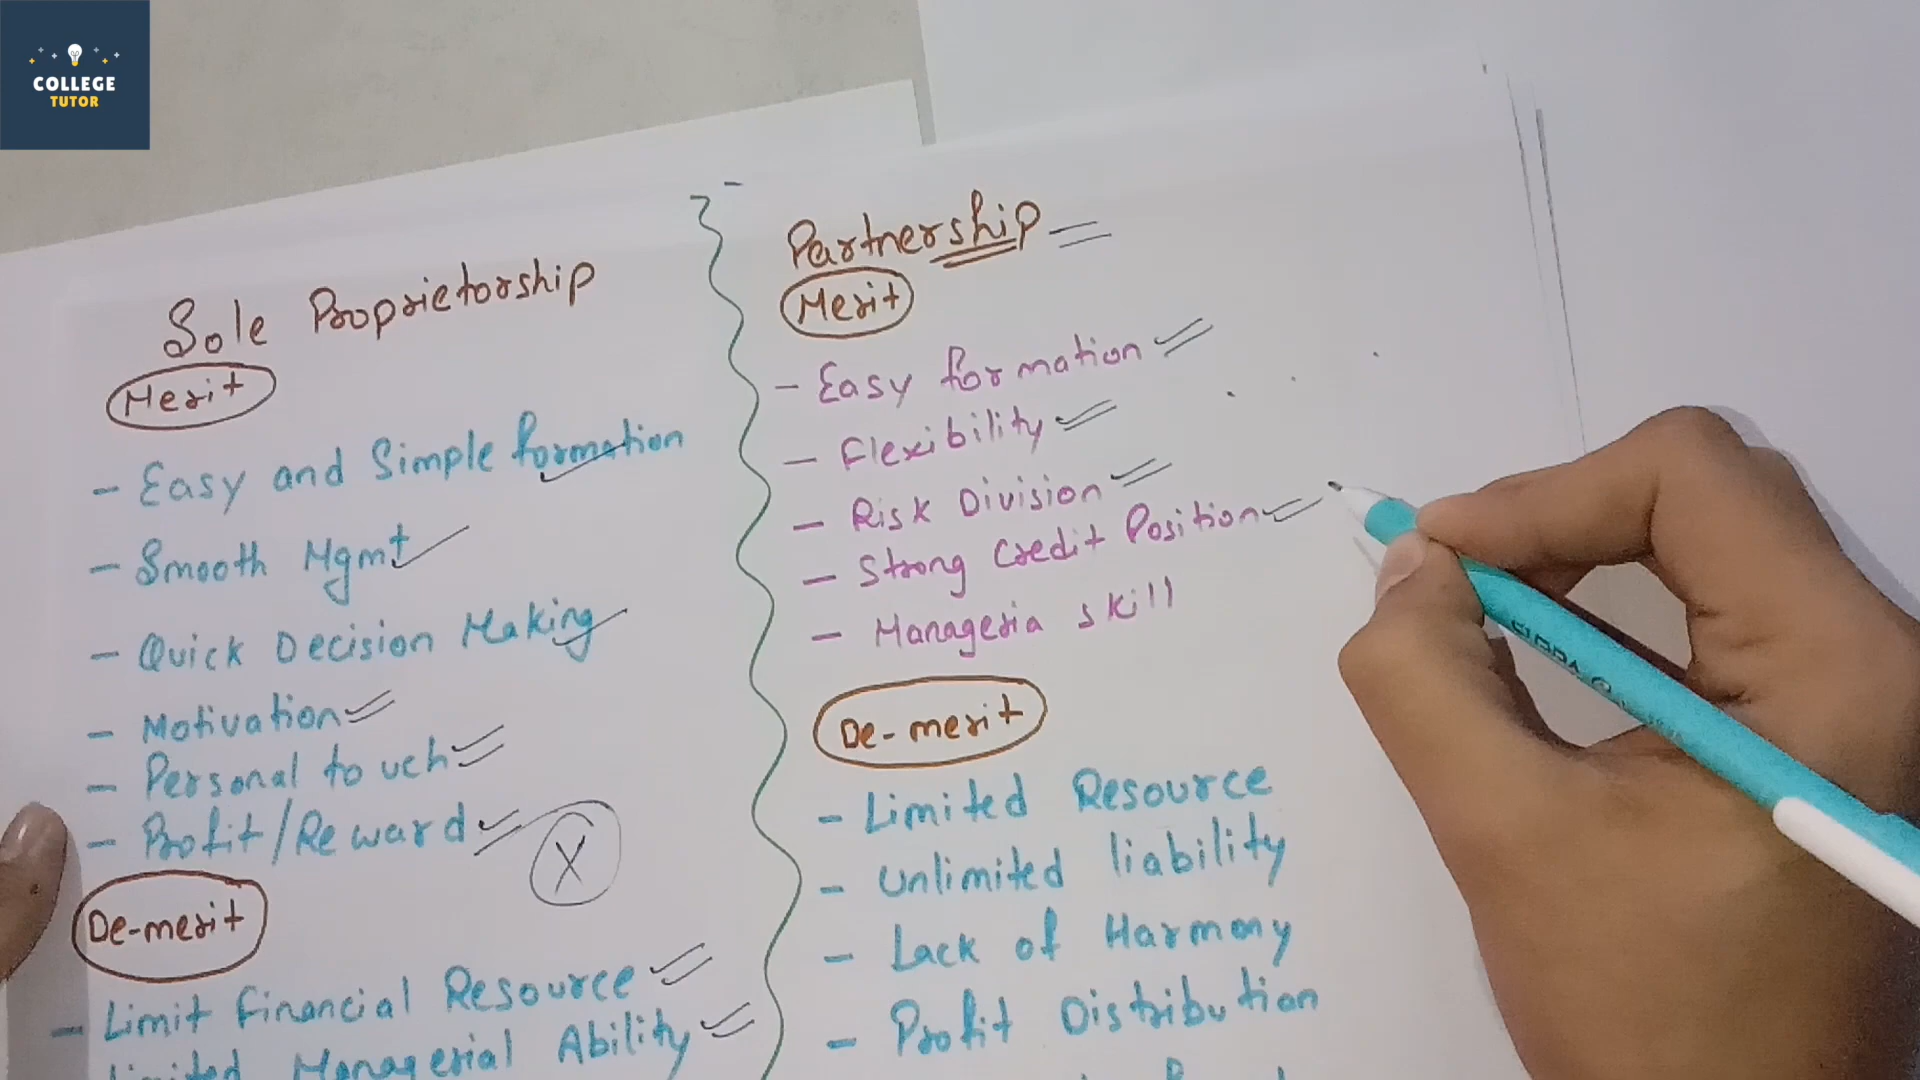 COLLEGE
TUTOR
Sole Proprietorship
Merit
- Easy and Simple formation
- Smooth Mgmt
- Quick Decision Making
- Motivation
- Personal touch
- Profit/Reward
X
De-merit
- Limit Financial Resource
Limited Managerial Ability
Partnership
Merit
- Easy formation
- Flexibility
- Risk Division
- Strong Credit Position
- Manageria skill
De-merit
- Limited Resource
- Unlimited liability
- Lack of Harmony
- Profit Distribution